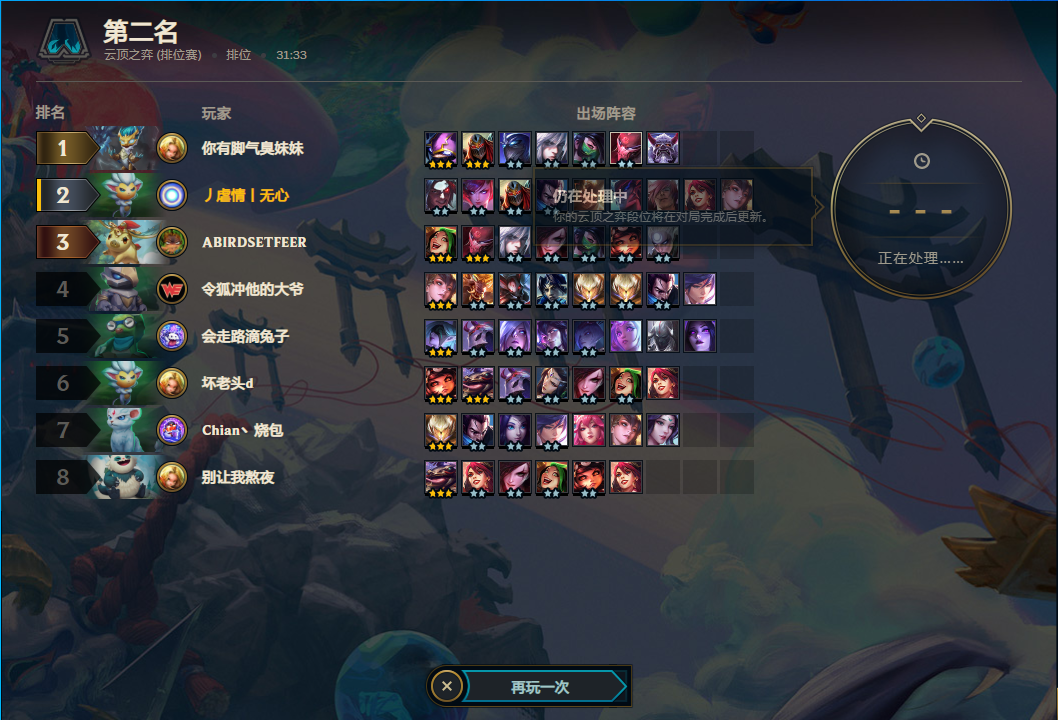 第二名
云顶之弈 (排位赛) 排位 31:33
排名 玩家 出场阵容
1 你有脚气臭妹妹
2 丿虐情丨无心
3 ABIRDSETFEER
4 令狐冲他的大爷
5 会走路滴兔子
6 坏老头d
7 Chian丶烧包
8 别让我熬夜
仍在处理中
你的云顶之弈段位将在对局完成后更新。
- - -
正在处理……
再玩一次